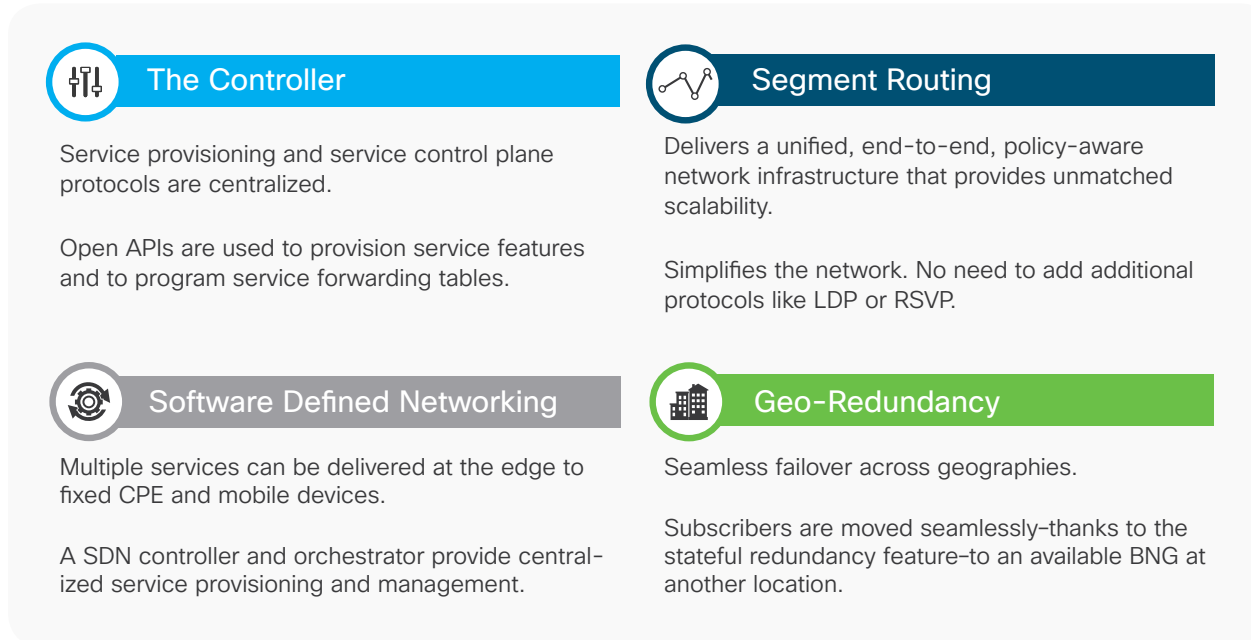 The Controller
Service provisioning and service control plane
protocols are centralized.
Open APIs are used to provision service features
and to program service forwarding tables.
Segment Routing
Delivers a unified, end-to-end, policy-aware
network infrastructure that provides unmatched
scalability.
Simplifies the network. No need to add additional
protocols like LDP or RSVP.
Software Defined Networking
Multiple services can be delivered at the edge to
fixed CPE and mobile devices.
A SDN controller and orchestrator provide central-
ized service provisioning and management.
Geo-Redundancy
Seamless failover across geographies.
Subscribers are moved seamlessly–thanks to the
stateful redundancy feature–to an available BNG at
another location.